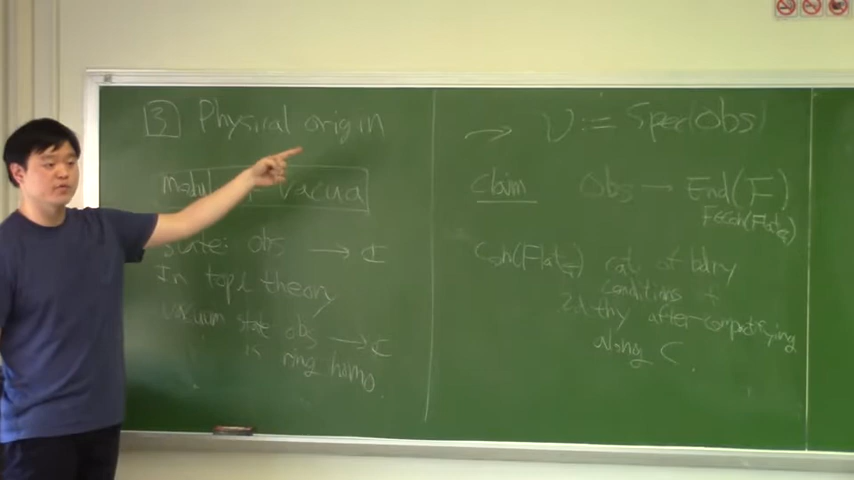 3 Physical origin
vacua
state: obs → ℂ
In top'l theory
vacuum state obs → ℂ
is ring homo.
→ V := Spec(Obs)
claim Obs → End(F)
F∈Coh(Flat_G)
Coh(Flat_G) cat. of bdry
conditions of
2d thy after compactifying
along C.